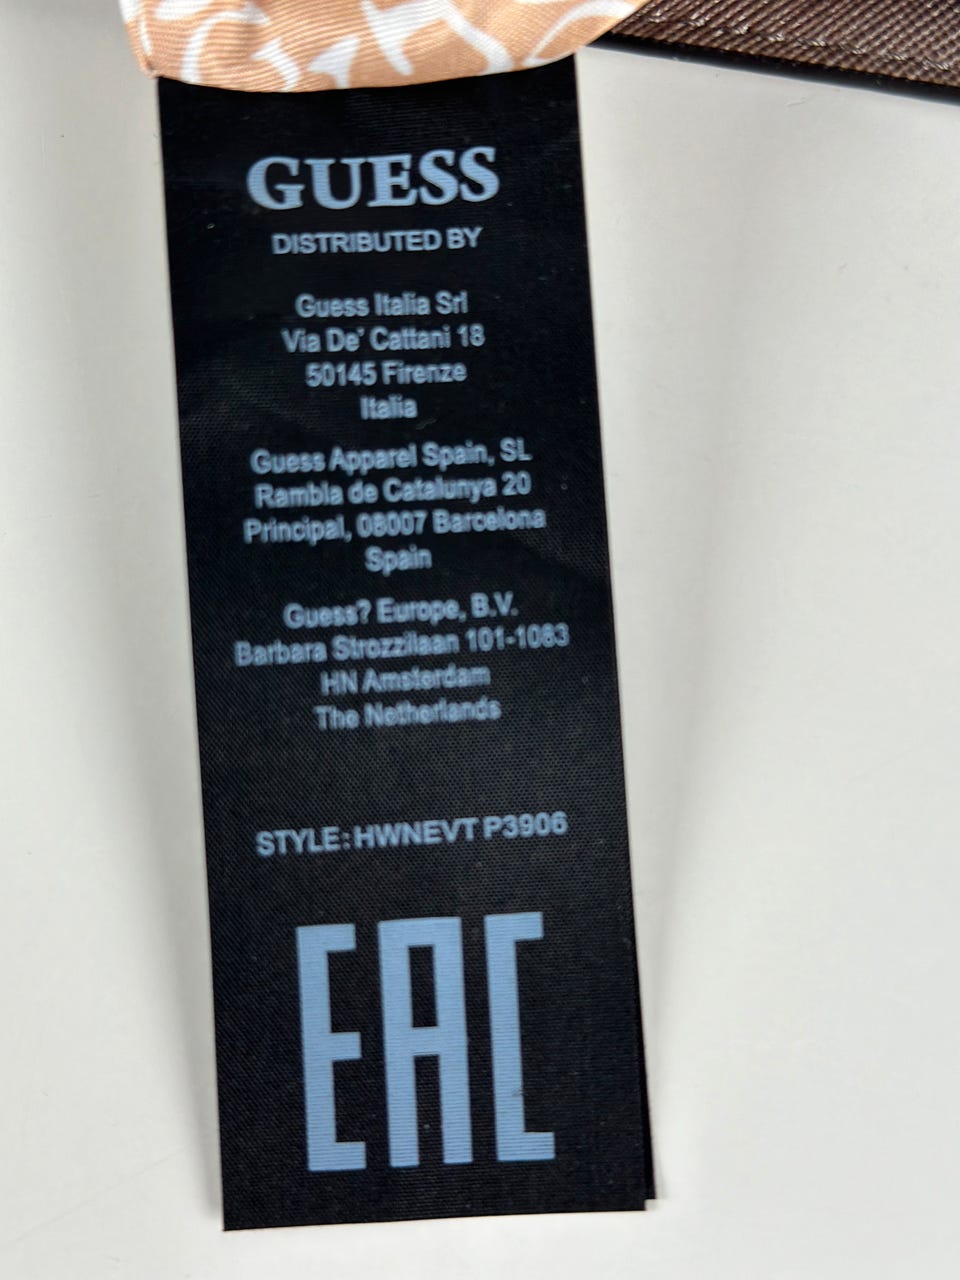 GUESS
DISTRIBUTED BY
Guess Italia Srl
Via De' Cattani 18
50145 Firenze
Italia
Guess Apparel Spain, SL
Rambla de Catalunya 20
Principal, 08007 Barcelona
Spain
Guess? Europe, B.V.
Barbara Strozzilaan 101-1083
HN Amsterdam
The Netherlands
STYLE: HWNEVT P3906
EAC